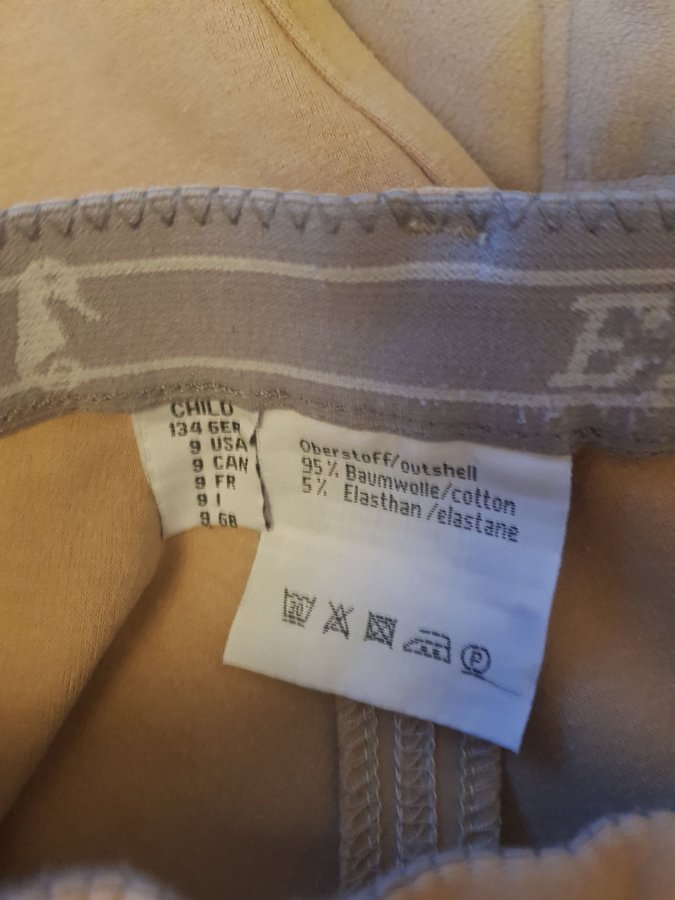 CHILD
134 GER
9 USA
9 CAN
9 FR
9 I
9 GB
Oberstoff/outshell
95% Baumwolle/cotton
5% Elasthan/elastane
30°
P